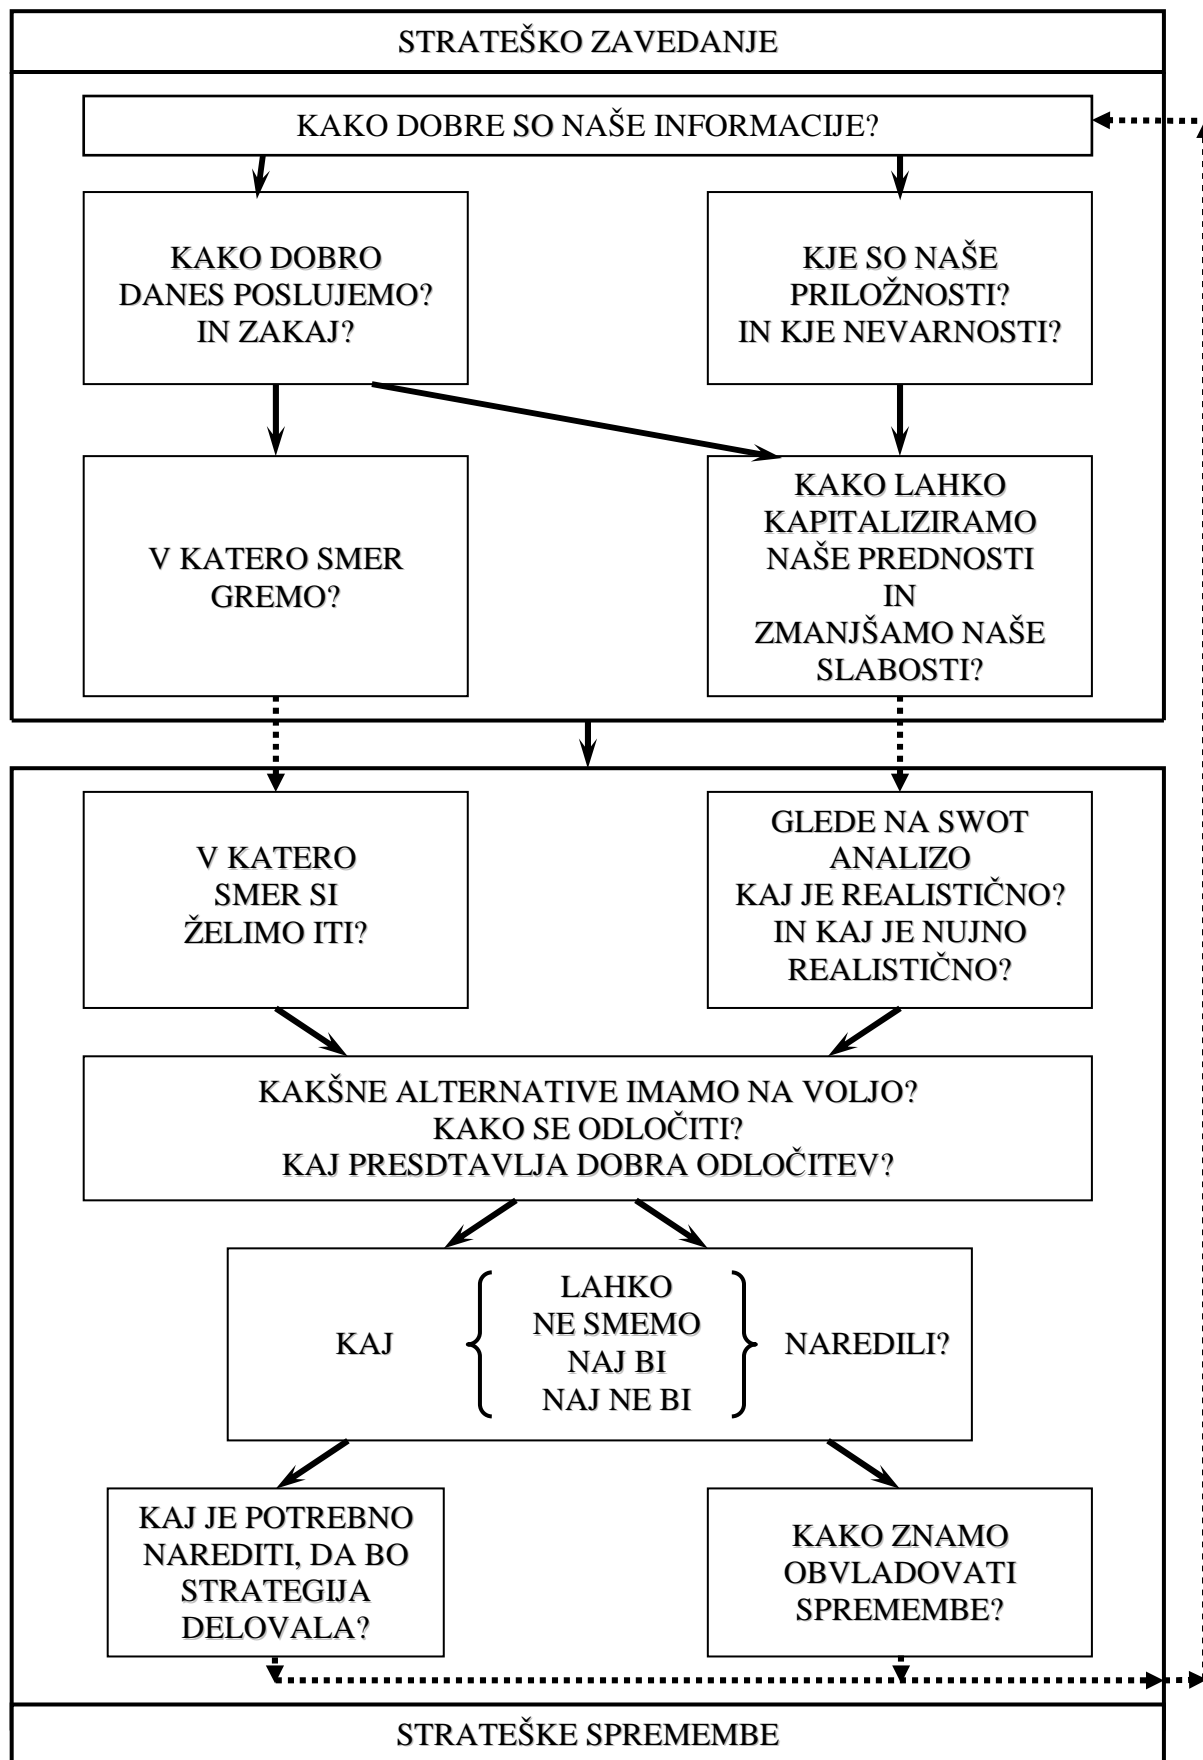 STRATEŠKO ZAVEDANJE
KAKO DOBRE SO NAŠE INFORMACIJE?
KAKO DOBRO
DANES POSLUJEMO?
IN ZAKAJ?
KJE SO NAŠE
PRILOŽNOSTI?
IN KJE NEVARNOSTI?
V KATERO SMER
GREMO?
KAKO LAHKO
KAPITALIZIRAMO
NAŠE PREDNOSTI
IN
ZMANJŠAMO NAŠE
SLABOSTI?
V KATERO
SMER SI
ŽELIMO ITI?
GLEDE NA SWOT
ANALIZO
KAJ JE REALISTIČNO?
IN KAJ JE NUJNO
REALISTIČNO?
KAKŠNE ALTERNATIVE IMAMO NA VOLJO?
KAKO SE ODLOČITI?
KAJ PRESDTAVLJA DOBRA ODLOČITEV?
KAJ
LAHKO
NE SMEMO
NAJ BI
NAJ NE BI
NAREDILI?
KAJ JE POTREBNO
NAREDITI, DA BO
STRATEGIJA
DELOVALA?
KAKO ZNAMO
OBVLADOVATI
SPREMEMBE?
STRATEŠKE SPREMEMBE